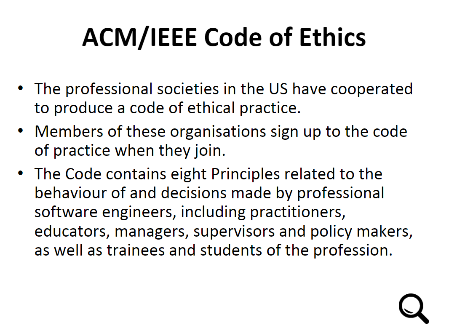 ACM/IEEE Code of Ethics
• The professional societies in the US have cooperated
to produce a code of ethical practice.
• Members of these organisations sign up to the code
of practice when they join.
• The Code contains eight Principles related to the
behaviour of and decisions made by professional
software engineers, including practitioners,
educators, managers, supervisors and policy makers,
as well as trainees and students of the profession.